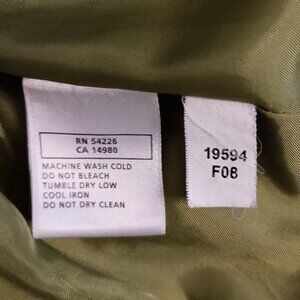 RN 54226
CA 14980
MACHINE WASH COLD
DO NOT BLEACH
TUMBLE DRY LOW
COOL IRON
DO NOT DRY CLEAN
19594
F06